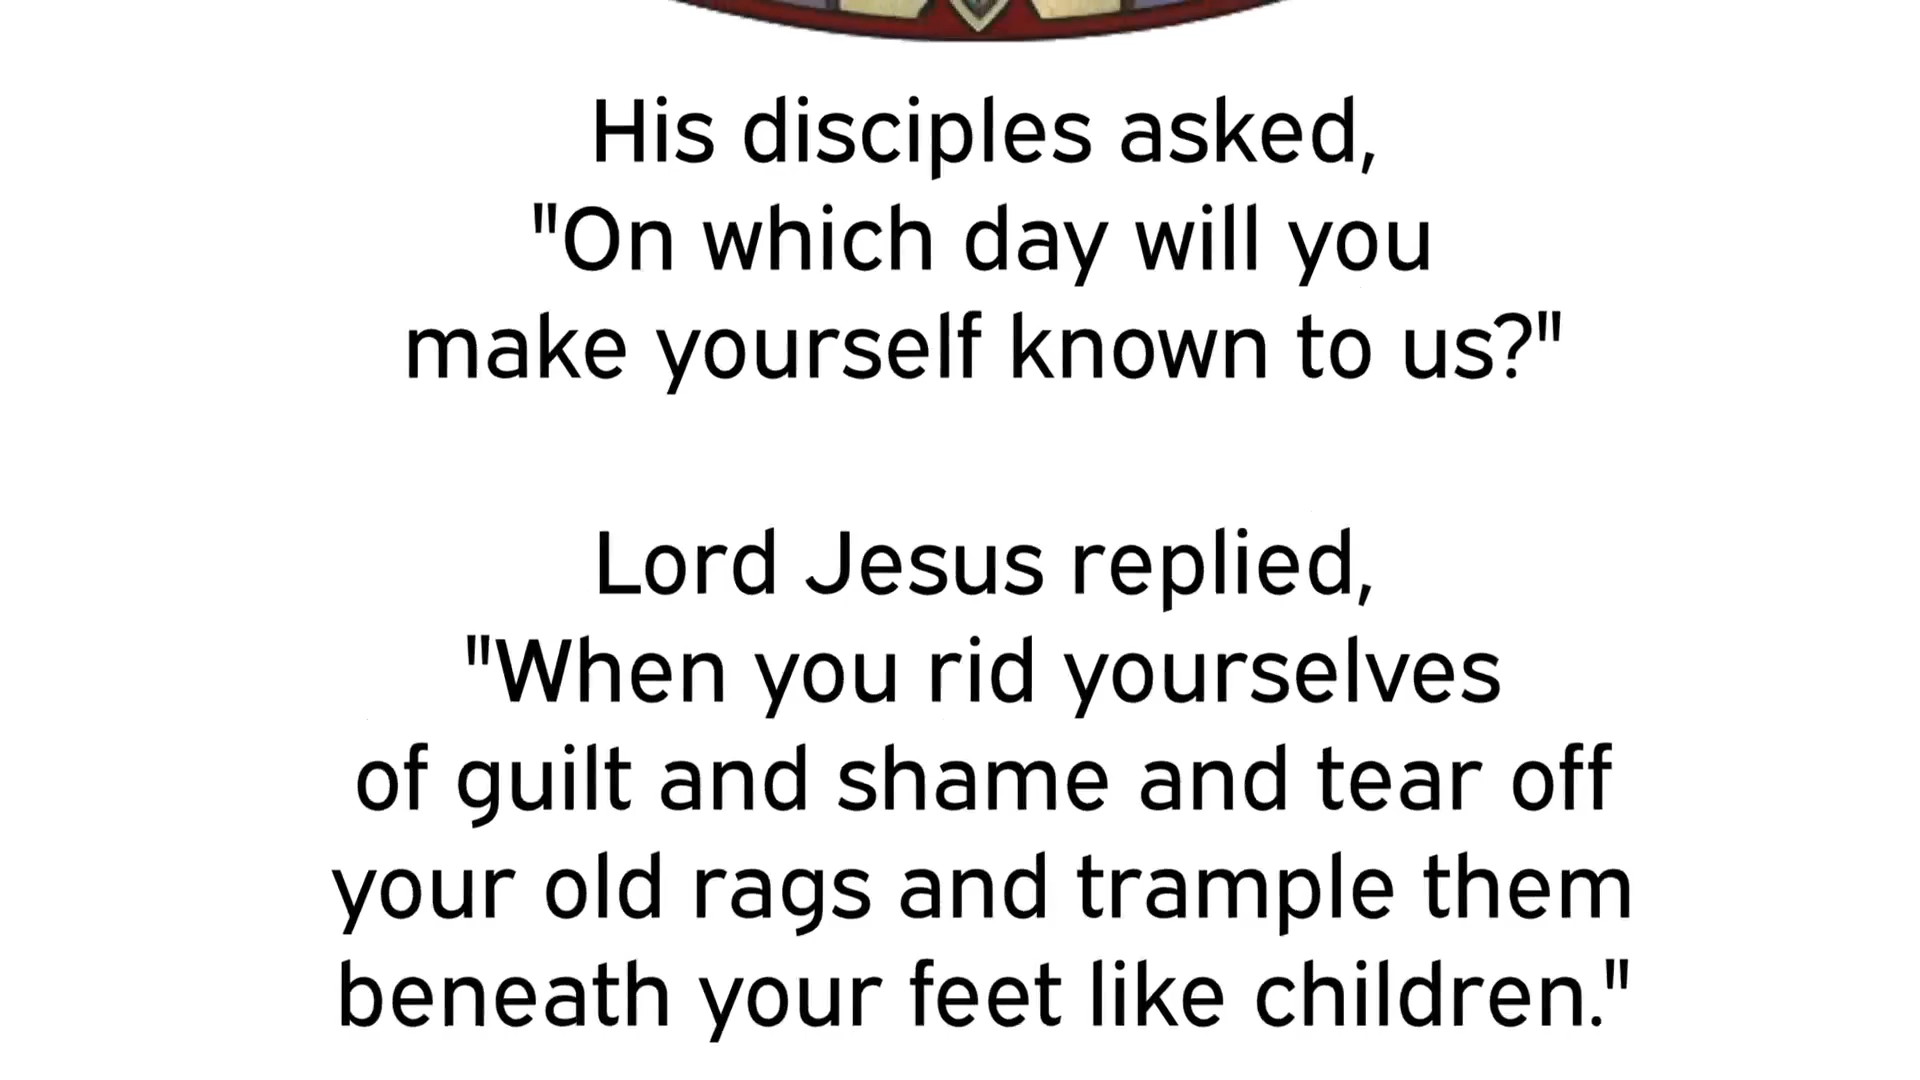 His disciples asked,
"On which day will you
make yourself known to us?"
Lord Jesus replied,
"When you rid yourselves
of guilt and shame and tear off
your old rags and trample them
beneath your feet like children."